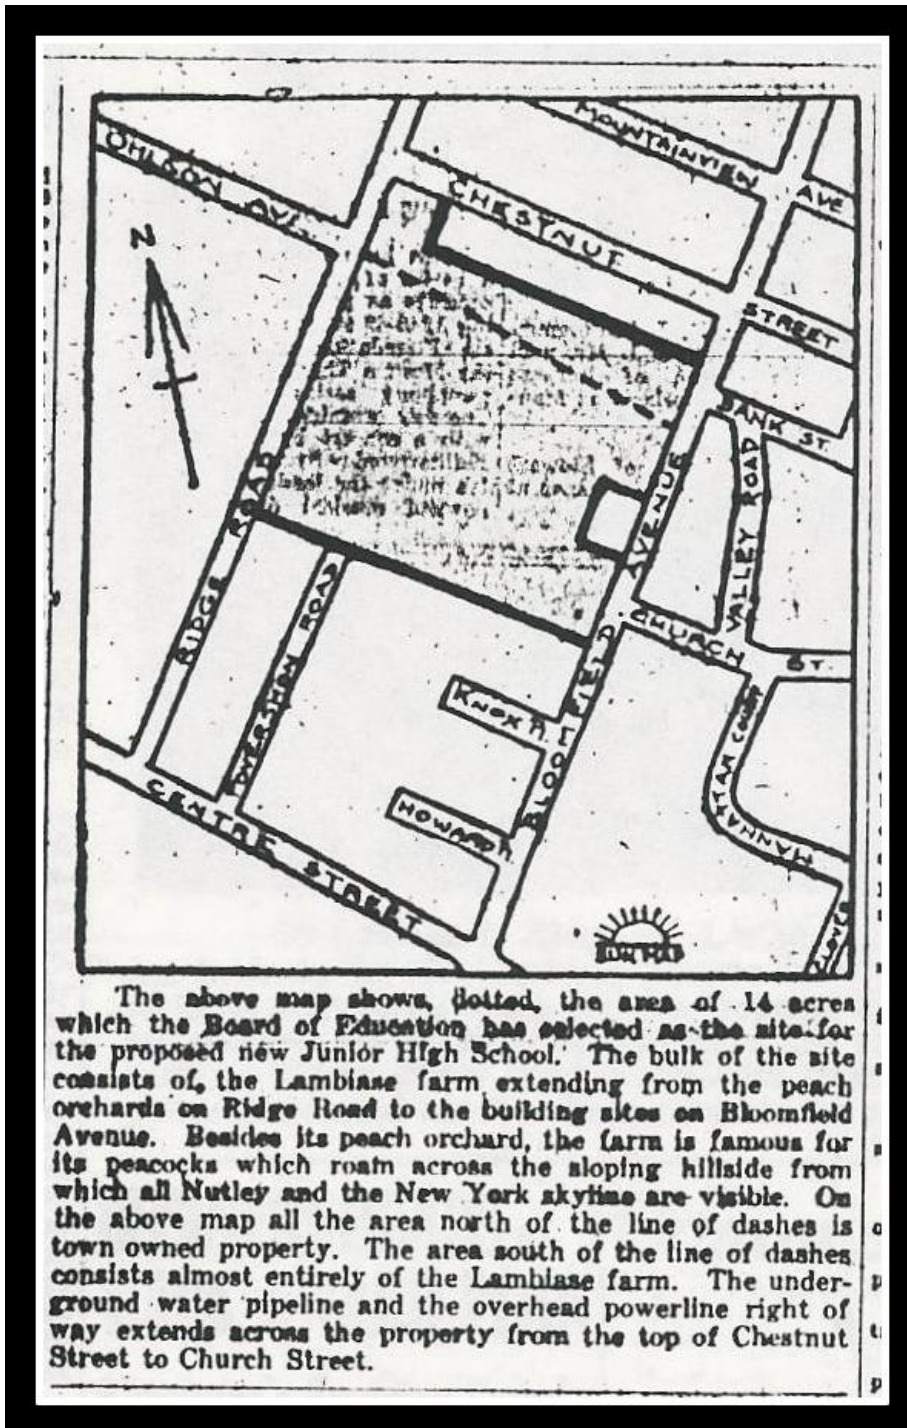 MOUNTAINVIEW AVE
OHLSON AVE.
CHESTNUT STREET
N
BANK ST.
VALLEY ROAD
RIDGE ROAD
BLOOMFIELD AVENUE
CHURCH ST.
ROAD
KNOX
HOWARD
CENTRE STREET
COURT
CLOVER
SUN MAP
The above map shows, dotted, the area of 14 acres
which the Board of Education has selected as the site for
the proposed new Junior High School. The bulk of the site
consists of, the Lambiase farm extending from the peach
orchards on Ridge Road to the building sites on Bloomfield
Avenue. Besides its peach orchard, the farm is famous for
its peacocks which roam across the sloping hillside from
which all Nutley and the New York skyline are visible. On
the above map all the area north of the line of dashes is
town owned property. The area south of the line of dashes
consists almost entirely of the Lambiase farm. The under-
ground water pipeline and the overhead powerline right of
way extends across the property from the top of Chestnut
Street to Church Street.